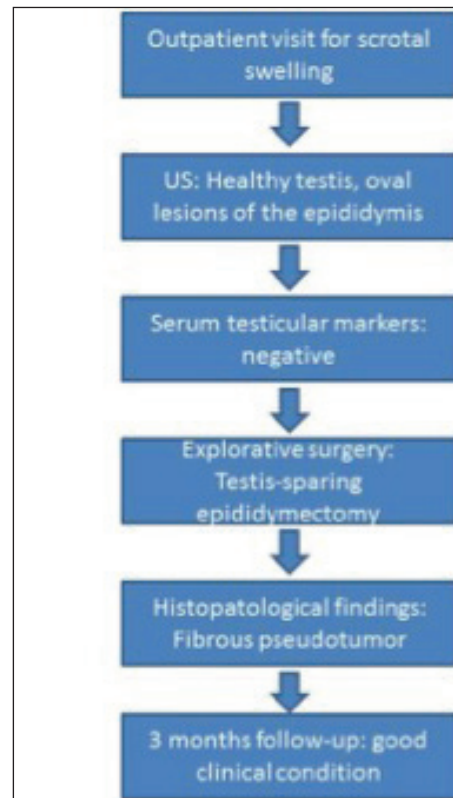 Outpatient visit for scrotal
swelling
US: Healthy testis, oval
lesions of the epididymis
Serum testicular markers:
negative
Explorative surgery:
Testis-sparing
epididymectomy
Histopatological findings:
Fibrous pseudotumor
3 months follow-up: good
clinical condition